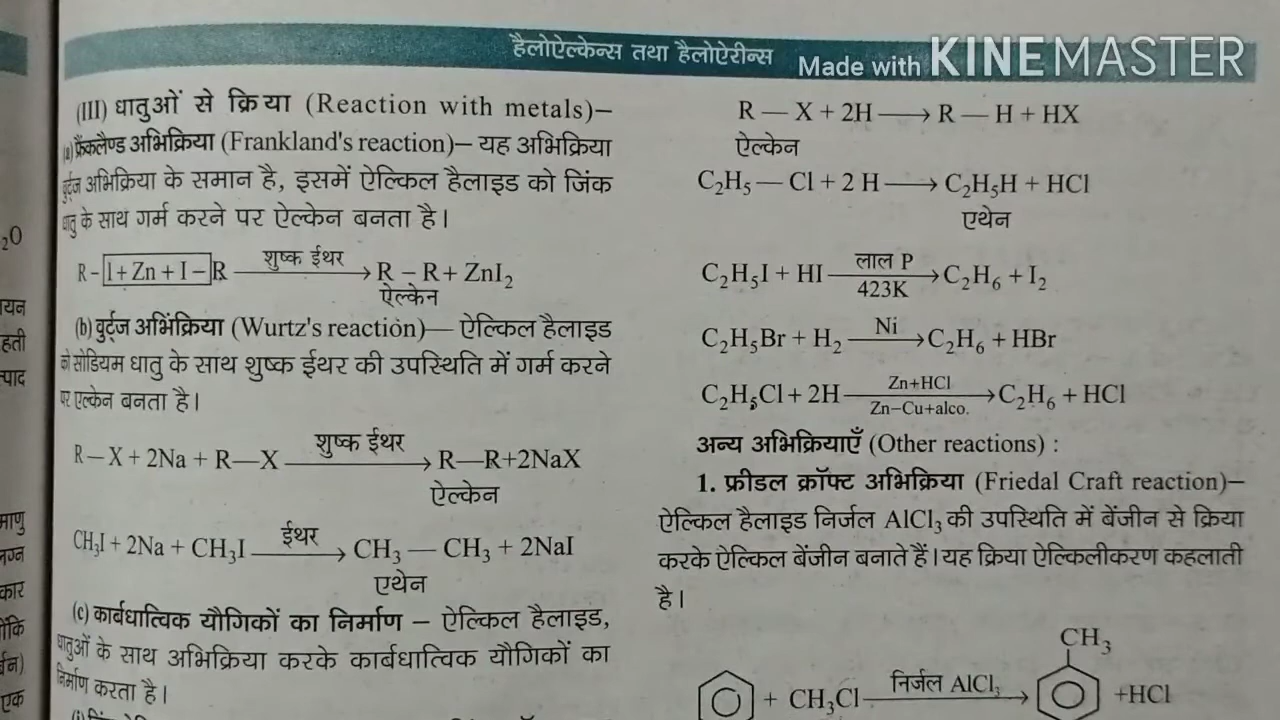 हैलोऐल्केन्स तथा हैलोऐरीन्स
Made with KINEMASTER
₂O
हती
त्पाद
माणु
कार
एक
(III) धातुओं से क्रिया (Reaction with metals)–
(a) फ्रैंकलैण्ड अभिक्रिया (Frankland's reaction)– यह अभिक्रिया
वुर्ट्ज अभिक्रिया के समान है, इसमें ऐल्किल हैलाइड को जिंक
धातु के साथ गर्म करने पर ऐल्केन बनता है।
R – I + Zn + I – R शुष्क ईथर → R – R + ZnI₂
ऐल्केन
(b) वुर्ट्ज अभिंक्रिया (Wurtz's reaction)— ऐल्किल हैलाइड
को सोडियम धातु के साथ शुष्क ईथर की उपस्थिति में गर्म करने
पर एल्केन बनता है।
R — X + 2Na + R — X शुष्क ईथर → R — R+2NaX
ऐल्केन
CH₃I + 2Na + CH₃I ईथर → CH₃ — CH₃ + 2NaI
एथेन
(c) कार्बधात्विक यौगिकों का निर्माण – ऐल्किल हैलाइड,
धातुओं के साथ अभिक्रिया करके कार्बधात्विक यौगिकों का
निर्माण करता है।
R — X + 2H → R — H + HX
ऐल्केन
C₂H₅ — Cl + 2 H → C₂H₅H + HCl
एथेन
C₂H₅I + HI लाल P → 423K C₂H₆ + I₂
C₂H₅Br + H₂ Ni → C₂H₆ + HBr
C₂H₅Cl + 2H Zn+HCl → Zn–Cu+alco. C₂H₆ + HCl
अन्य अभिक्रियाएँ (Other reactions) :
1. फ्रीडल क्रॉफ्ट अभिक्रिया (Friedal Craft reaction)–
ऐल्किल हैलाइड निर्जल AlCl₃ की उपस्थिति में बेंजीन से क्रिया
करके ऐल्किल बेंजीन बनाते हैं। यह क्रिया ऐल्किलीकरण कहलाती
है।
CH₃
+ CH₃Cl निर्जल AlCl₃ → +HCl